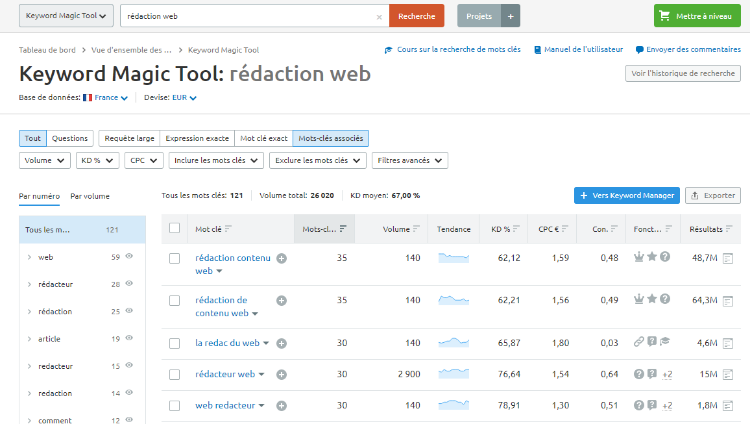 Keyword Magic Tool rédaction web × Recherche Projets + Mettre à niveau
Tableau de bord > Vue d'ensemble des ... > Keyword Magic Tool Cours sur la recherche de mots clés Manuel de l'utilisateur Envoyer des commentaires
Keyword Magic Tool: rédaction web Voir l'historique de recherche
Base de données: France Devise: EUR
Tout Questions Requête large Expression exacte Mot clé exact Mots-clés associés
Volume KD % CPC Inclure les mots clés Exclure les mots clés Filtres avancés
Par numéro Par volume Tous les mots clés: 121 Volume total: 26 020 KD moyen: 67,00 % + Vers Keyword Manager Exporter
Tous les m... 121 Mot clé Mots-cl... Volume Tendance KD % CPC € Con. Fonct... Résultats
web 59 rédaction contenu 35 140 62,12 1,59 0,48 48,7M
web
rédacteur 28
rédaction 25 rédaction de 35 140 62,21 1,56 0,49 64,3M
contenu web
article 19 la redac du web 30 140 65,87 1,80 0,03 4,6M
redacteur 15 rédacteur web 30 2 900 76,64 1,54 0,64 +2 15M
redaction 14
comment 12 web redacteur 30 140 78,91 1,30 0,51 +2 1,8M